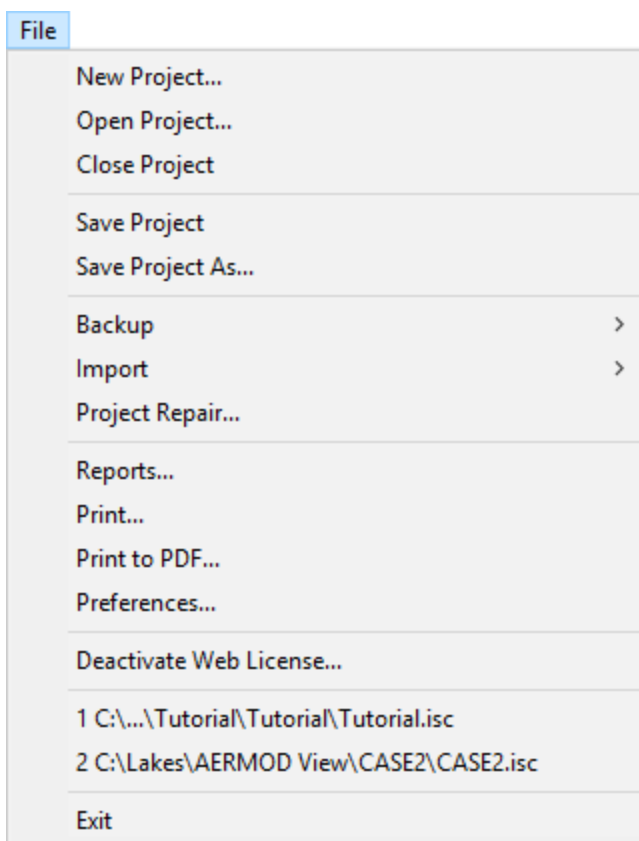 File
New Project...
Open Project...
Close Project
Save Project
Save Project As...
Backup
Import
Project Repair...
Reports...
Print...
Print to PDF...
Preferences...
Deactivate Web License...
1 C:\...\Tutorial\Tutorial\Tutorial.isc
2 C:\Lakes\AERMOD View\CASE2\CASE2.isc
Exit